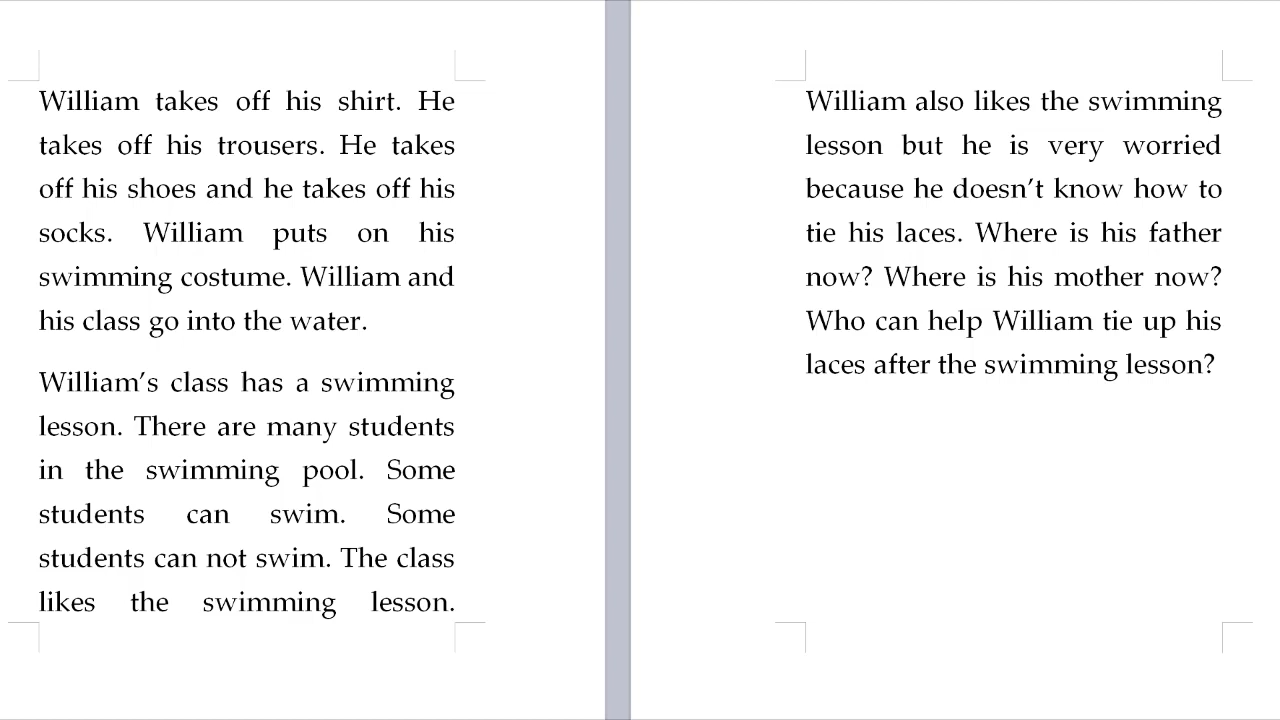 William takes off his shirt. He
takes off his trousers. He takes
off his shoes and he takes off his
socks. William puts on his
swimming costume. William and
his class go into the water.
William’s class has a swimming
lesson. There are many students
in the swimming pool. Some
students can swim. Some
students can not swim. The class
likes the swimming lesson.
William also likes the swimming
lesson but he is very worried
because he doesn’t know how to
tie his laces. Where is his father
now? Where is his mother now?
Who can help William tie up his
laces after the swimming lesson?